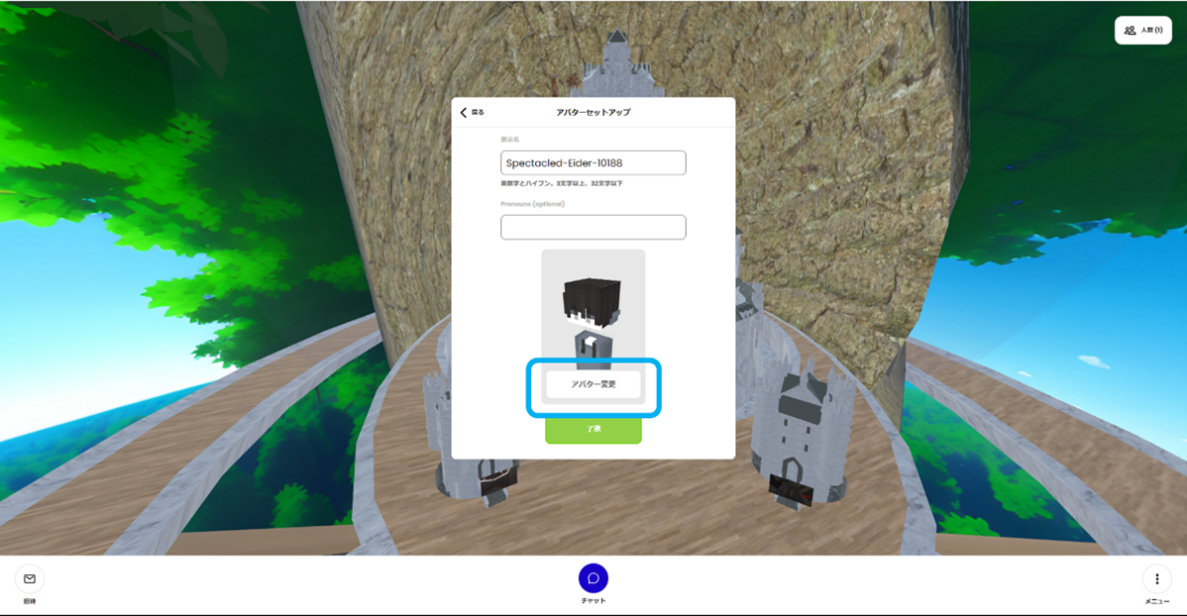 人数 (1)
戻る
アバターセットアップ
表示名
Spectacled-Eider-10188
英数字とハイフン。3文字以上、32文字以下
Pronouns (optional)
アバター変更
了承
招待
チャット
メニュー